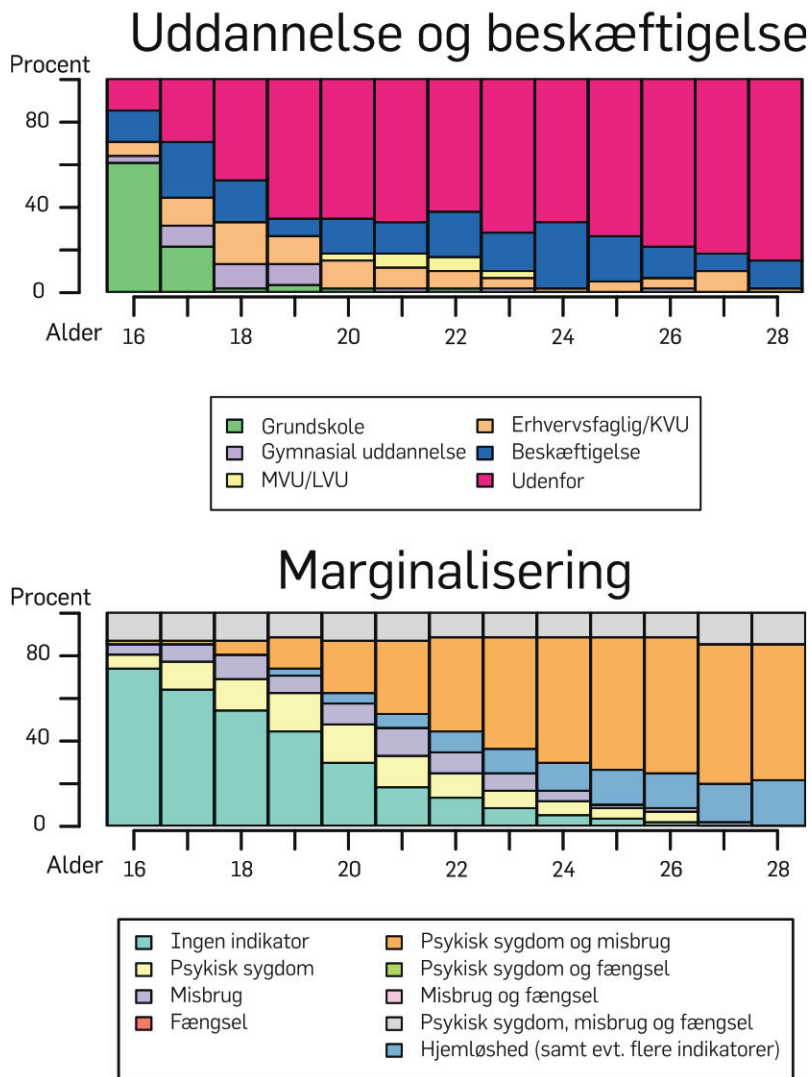 Uddannelse og beskæftigelse
Procent
80
40
0
Alder
16 18 20 22 24 26 28
Grundskole
Gymnasial uddannelse
MVU/LVU
Erhvervsfaglig/KVU
Beskæftigelse
Udenfor
Marginalisering
Procent
80
40
0
Alder
16 18 20 22 24 26 28
Ingen indikator
Psykisk sygdom
Misbrug
Fængsel
Psykisk sygdom og misbrug
Psykisk sygdom og fængsel
Misbrug og fængsel
Psykisk sygdom, misbrug og fængsel
Hjemløshed (samt evt. flere indikatorer)